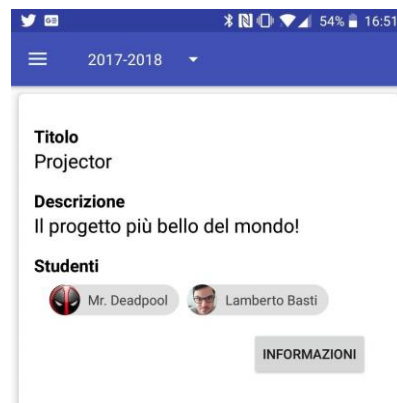 54% 16:51
2017-2018
Titolo
Projector
Descrizione
Il progetto più bello del mondo!
Studenti
Mr. Deadpool Lamberto Basti
INFORMAZIONI